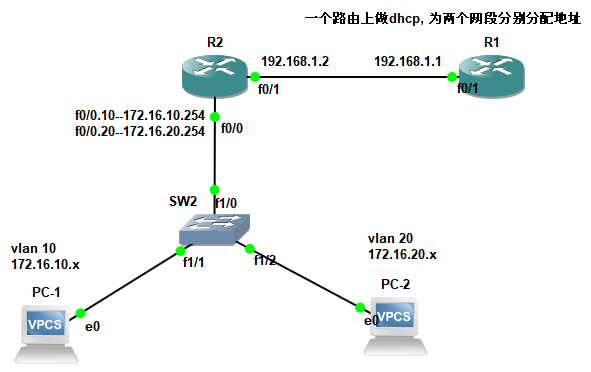 一个路由上做dhcp, 为两个网段分别分配地址
R2
R1
192.168.1.2
192.168.1.1
f0/1
f0/1
f0/0.10--172.16.10.254
f0/0.20--172.16.20.254
f0/0
SW2
f1/0
vlan 10
172.16.10.x
vlan 20
172.16.20.x
f1/1
f1/2
PC-1
PC-2
VPCS
e0
e0
VPCS